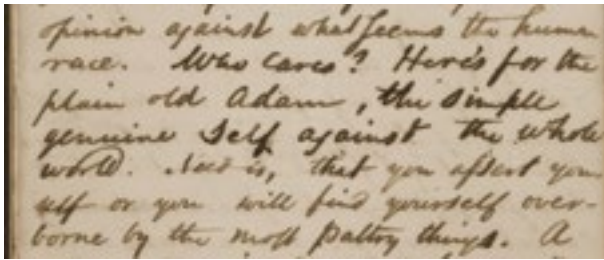 opinion against what seems the human
race. Who cares? Here's for the
plain old Adam, the simple
genuine Self against the whole
world. Need is, that you assert your
self or you will find yourself over-
borne by the most paltry things. A